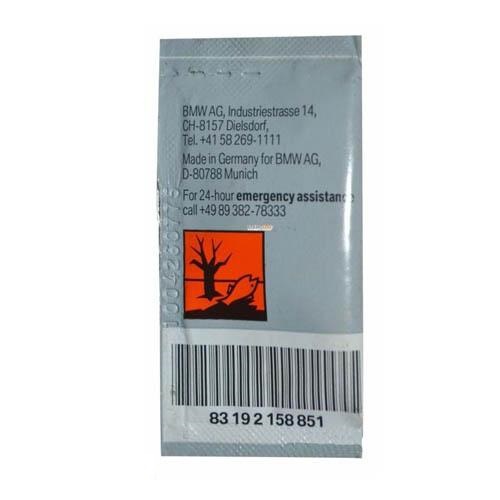 BMW AG, Industriestrasse 14,
CH-8157 Dielsdorf,
Tel. +41 58 269-1111
Made in Germany for BMW AG,
D-80788 Munich
For 24-hour emergency assistance
call +49 89 382-78333
83 19 2 158 851